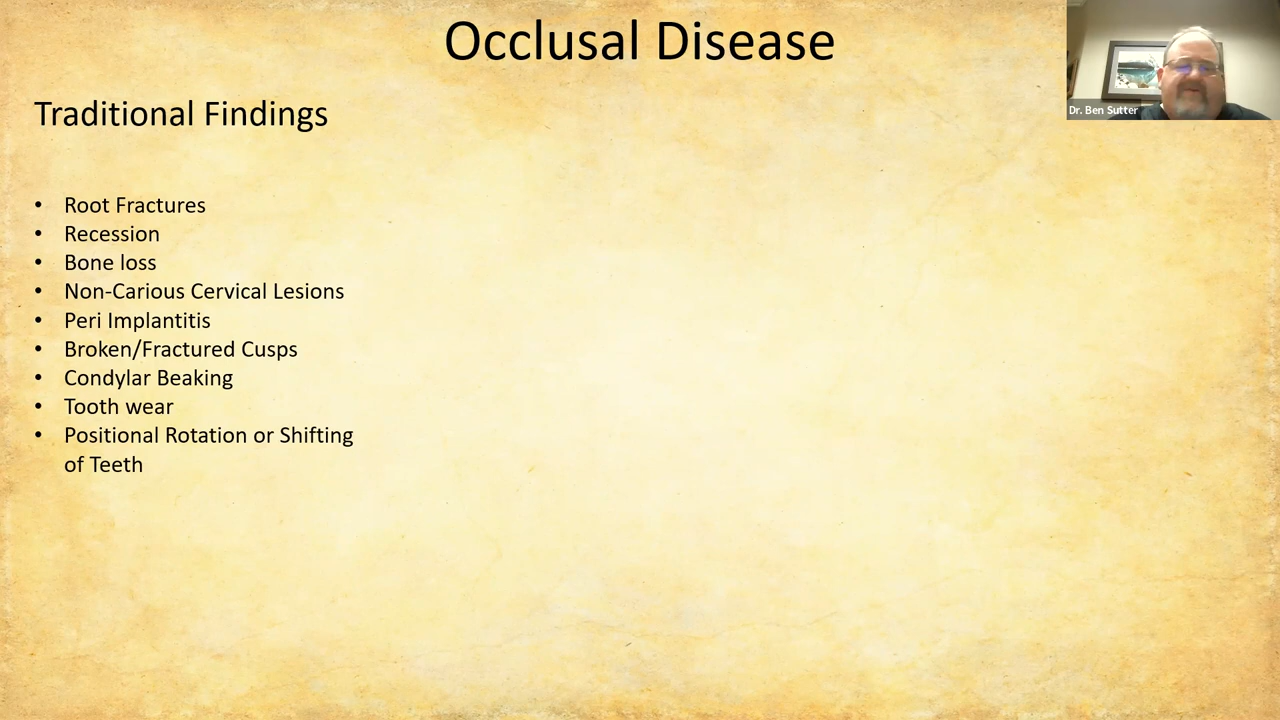 Occlusal Disease
Dr. Ben Sutter
Traditional Findings
• Root Fractures
• Recession
• Bone loss
• Non-Carious Cervical Lesions
• Peri Implantitis
• Broken/Fractured Cusps
• Condylar Beaking
• Tooth wear
• Positional Rotation or Shifting
of Teeth